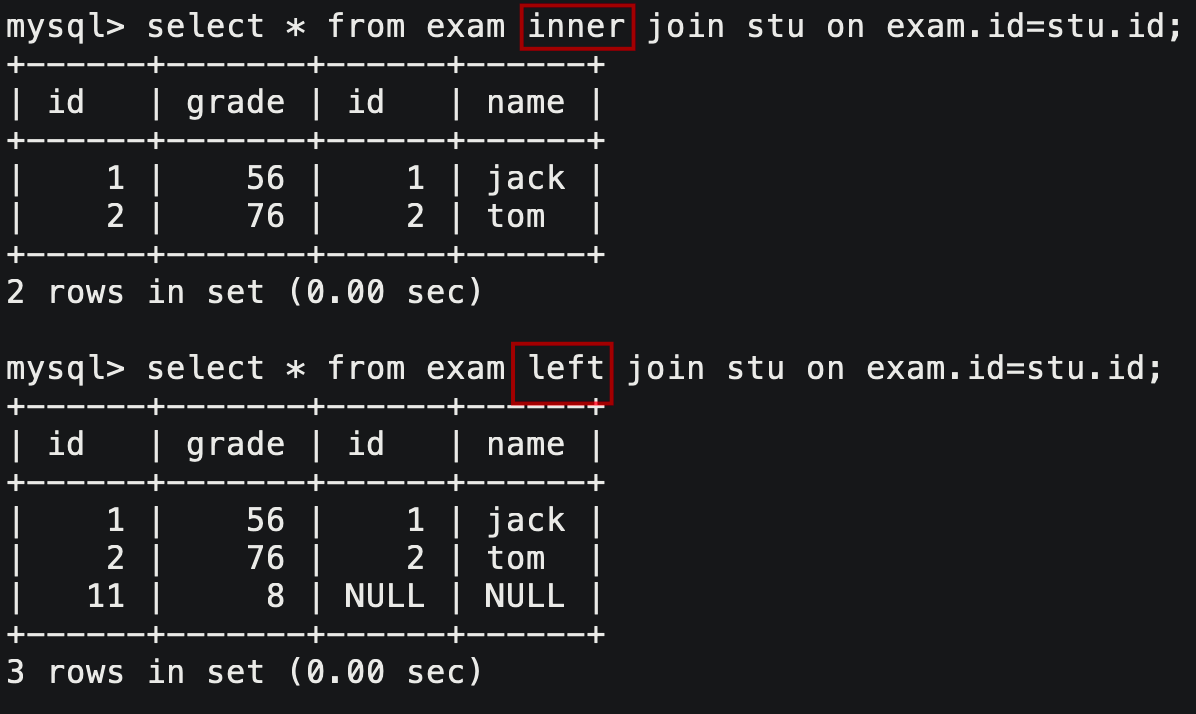 mysql> select * from exam inner join stu on exam.id=stu.id;
+------+-------+------+------+
| id   | grade | id   | name |
+------+-------+------+------+
|    1 |    56 |    1 | jack |
|    2 |    76 |    2 | tom  |
+------+-------+------+------+
2 rows in set (0.00 sec)
mysql> select * from exam left join stu on exam.id=stu.id;
+------+-------+------+------+
| id   | grade | id   | name |
+------+-------+------+------+
|    1 |    56 |    1 | jack |
|    2 |    76 |    2 | tom  |
|   11 |     8 | NULL | NULL |
+------+-------+------+------+
3 rows in set (0.00 sec)